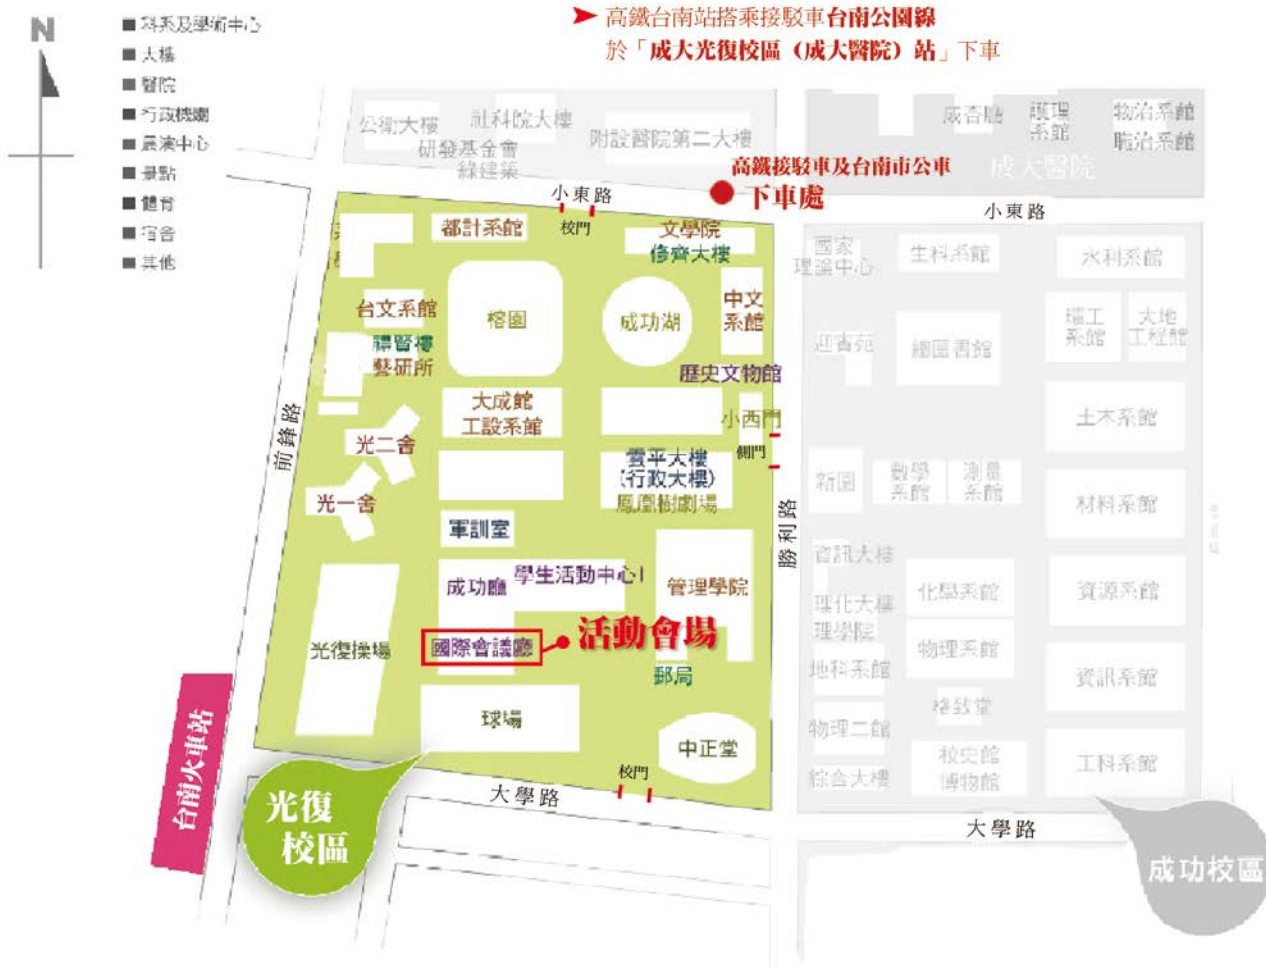 N
科系及學術中心
大樓
醫院
行政機關
展演中心
景點
體育
宿舍
其他
高鐵台南站搭乘接駁車台南公園線
於「成大光復校區（成大醫院）站」下車
公衛大樓
社科院大樓
研發基金會
綠建築
附設醫院第二大樓
成杏廳
護理
系館
物治系館
職治系館
成大醫院
高鐵接駁車及台南市公車
下車處
小東路
小東路
校門
都計系館
文學院
修齊大樓
台文系館
榕園
成功湖
中文
系館
禪賢樓
藝研所
歷史文物館
大成館
工設系館
小西門
側門
前鋒路
光二舍
雲平大樓
(行政大樓)
鳳凰樹劇場
光一舍
軍訓室
勝利路
成功廳
學生活動中心I
管理學院
光復操場
國際會議廳
活動會場
郵局
球場
中正堂
校門
大學路
台南火車站
光復
校區
國家
理論中心
生科系館
水利系館
迎賓苑
總圖書館
環工
系館
大地
工程館
土木系館
新園
數學
系館
測量
系館
材料系館
資訊大樓
理化大樓
理學院
化學系館
資源系館
物理系館
地科系館
資訊系館
格致堂
物理二館
校史館
博物館
綜合大樓
工科系館
大學路
成功校區